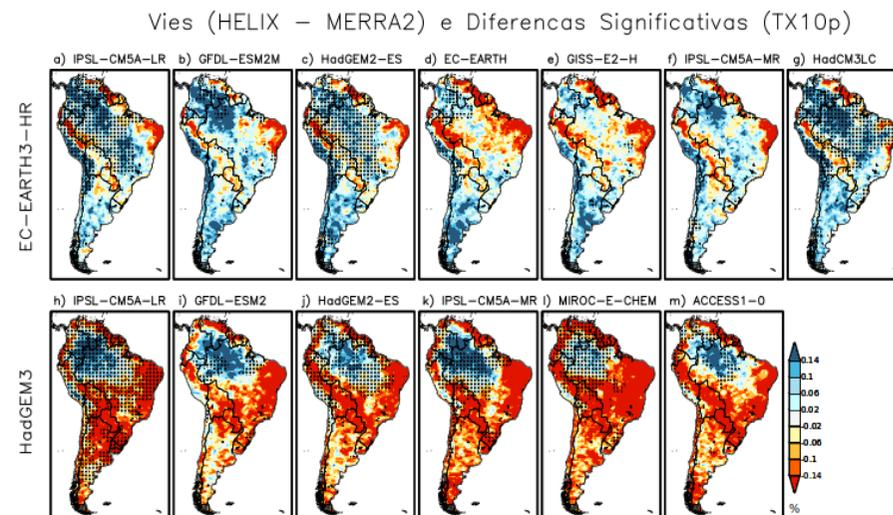 Vies (HELIX – MERRA2) e Diferencas Significativas (TX10p)
a) IPSL–CM5A–LR b) GFDL–ESM2M c) HadGEM2–ES d) EC–EARTH e) GISS–E2–H f) IPSL–CM5A–MR g) HadCM3LC
EC–EARTH3–HR
h) IPSL–CM5A–LR i) GFDL–ESM2 j) HadGEM2–ES k) IPSL–CM5A–MR l) MIROC–E–CHEM m) ACCESS1–0
HadGEM3
0.14
0.1
0.06
0.02
-0.02
-0.06
-0.1
-0.14
%